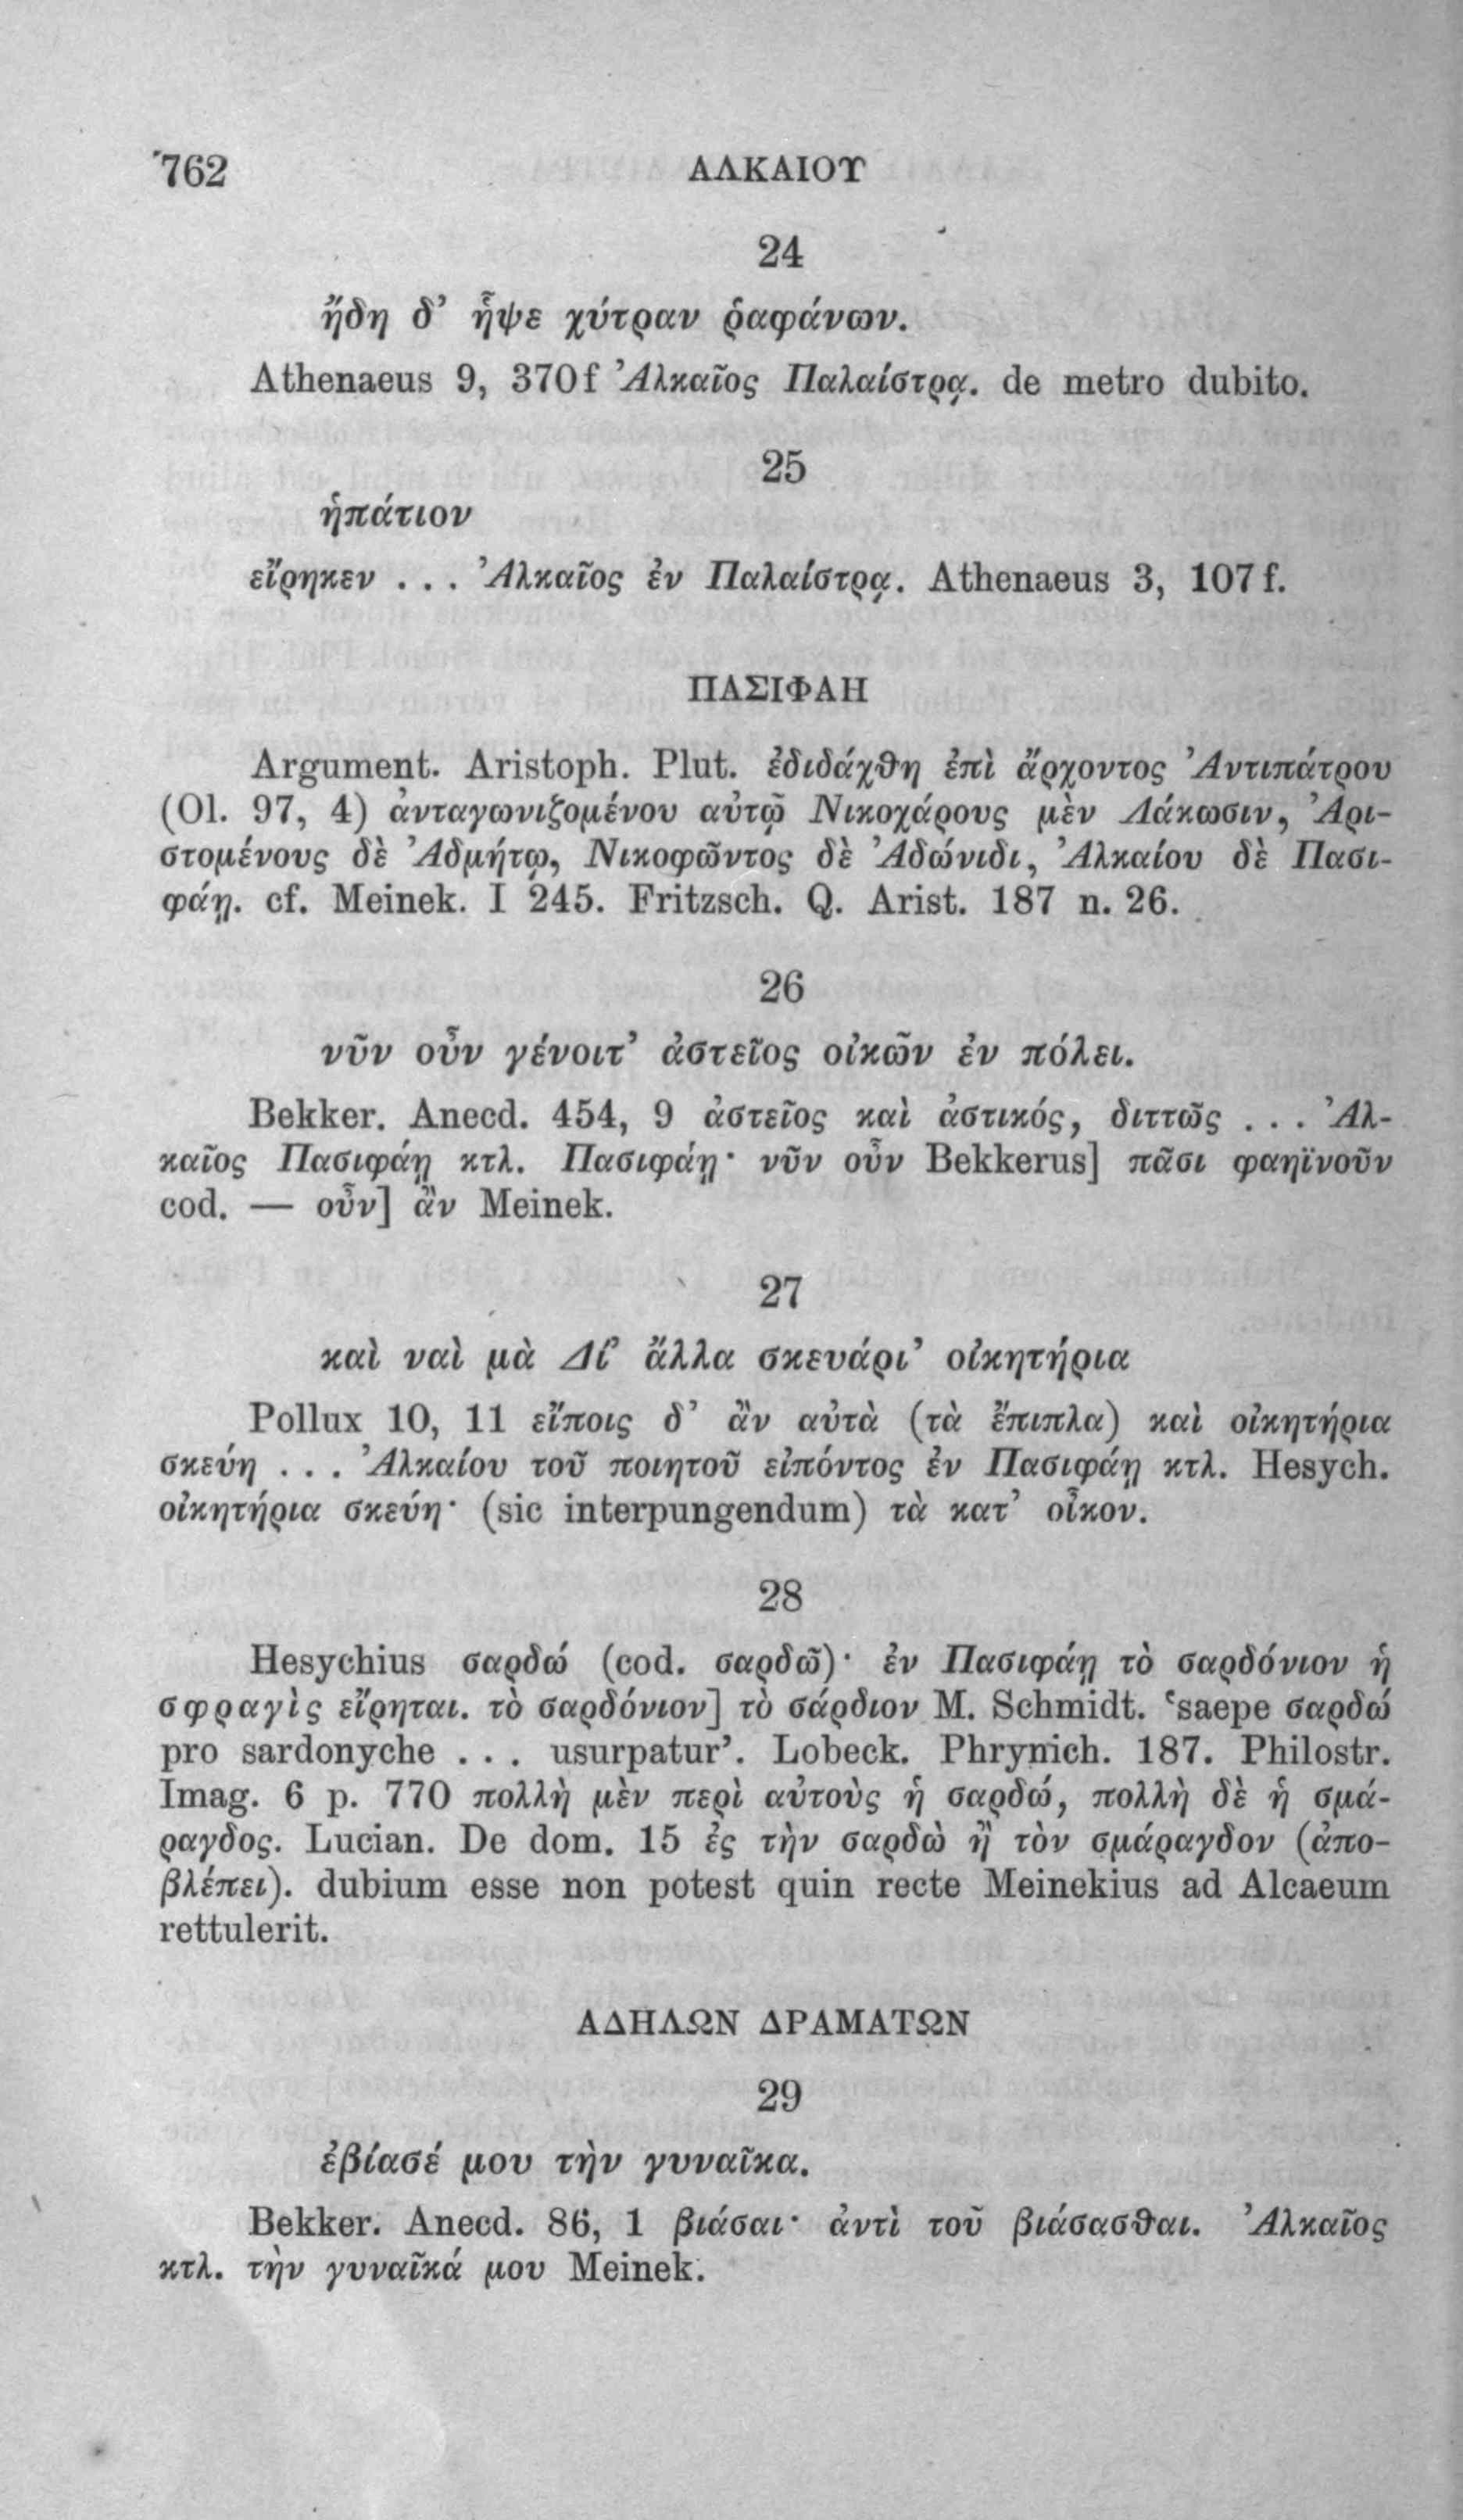 762
ΑΛΚΑΙΟΥ
24
ἤδη δ’ ἧψε χύτραν ῥαφάνων.
Athenaeus 9, 370f Ἀλκαῖος Παλαίστρᾳ. de metro dubito.
25
ἡπάτιον
εἴρηκεν . . . Ἀλκαῖος ἐν Παλαίστρᾳ. Athenaeus 3, 107f.
ΠΑΣΙΦΑΗ
Argument. Aristoph. Plut. ἐδιδάχϑη ἐπὶ ἄρχοντος Ἀντιπάτρου
(Ol. 97, 4) ἀνταγωνιζομένου αὐτῷ Νικοχάρους μὲν Λάκωσιν, Ἀρι-
στομένους δὲ Ἀδμήτῳ, Νικοφῶντος δὲ Ἀδώνιδι, Ἀλκαίου δὲ Πασι-
φάῃ. cf. Meinek. I 245. Fritzsch. Q. Arist. 187 n. 26.
26
νῦν οὖν γένοιτ’ ἀστεῖος οἰκῶν ἐν πόλει.
Bekker. Anecd. 454, 9 ἀστεῖος καὶ ἀστικός, διττῶς . . . Ἀλ-
καῖος Πασιφάῃ κτλ. Πασιφάῃ· νῦν οὖν Bekkerus] πᾶσι φαηϊνοῦν
cod. — οὖν] ἂν Meinek.
27
καὶ ναὶ μὰ Δί’ ἄλλα σκευάρι’ οἰκητήρια
Pollux 10, 11 εἴποις δ’ ἂν αὐτὰ (τὰ ἔπιπλα) καὶ οἰκητήρια
σκεύη . . . Ἀλκαίου τοῦ ποιητοῦ εἰπόντος ἐν Πασιφάῃ κτλ. Hesych.
οἰκητήρια σκεύη· (sic interpungendum) τὰ κατ’ οἶκον.
28
Hesychius σαρδώ (cod. σαρδῶ)· ἐν Πασιφάῃ τὸ σαρδόνιον ἡ
σφραγὶς εἴρηται. τὸ σαρδόνιον] τὸ σάρδιον M. Schmidt. ‘saepe σαρδώ
pro sardonyche . . . usurpatur’. Lobeck. Phrynich. 187. Philostr.
Imag. 6 p. 770 πολλὴ μὲν περὶ αὐτοὺς ἡ σαρδώ, πολλὴ δὲ ἡ σμά-
ραγδος. Lucian. De dom. 15 ἐς τὴν σαρδὼ ἢ τὸν σμάραγδον (ἀπο-
βλέπει). dubium esse non potest quin recte Meinekius ad Alcaeum
rettulerit.
ΑΔΗΛΩΝ ΔΡΑΜΑΤΩΝ
29
ἐβίασέ μου τὴν γυναῖκα.
Bekker. Anecd. 86, 1 βιάσαι· ἀντὶ τοῦ βιάσασϑαι. Ἀλκαῖος
κτλ. τὴν γυναῖκά μου Meinek.